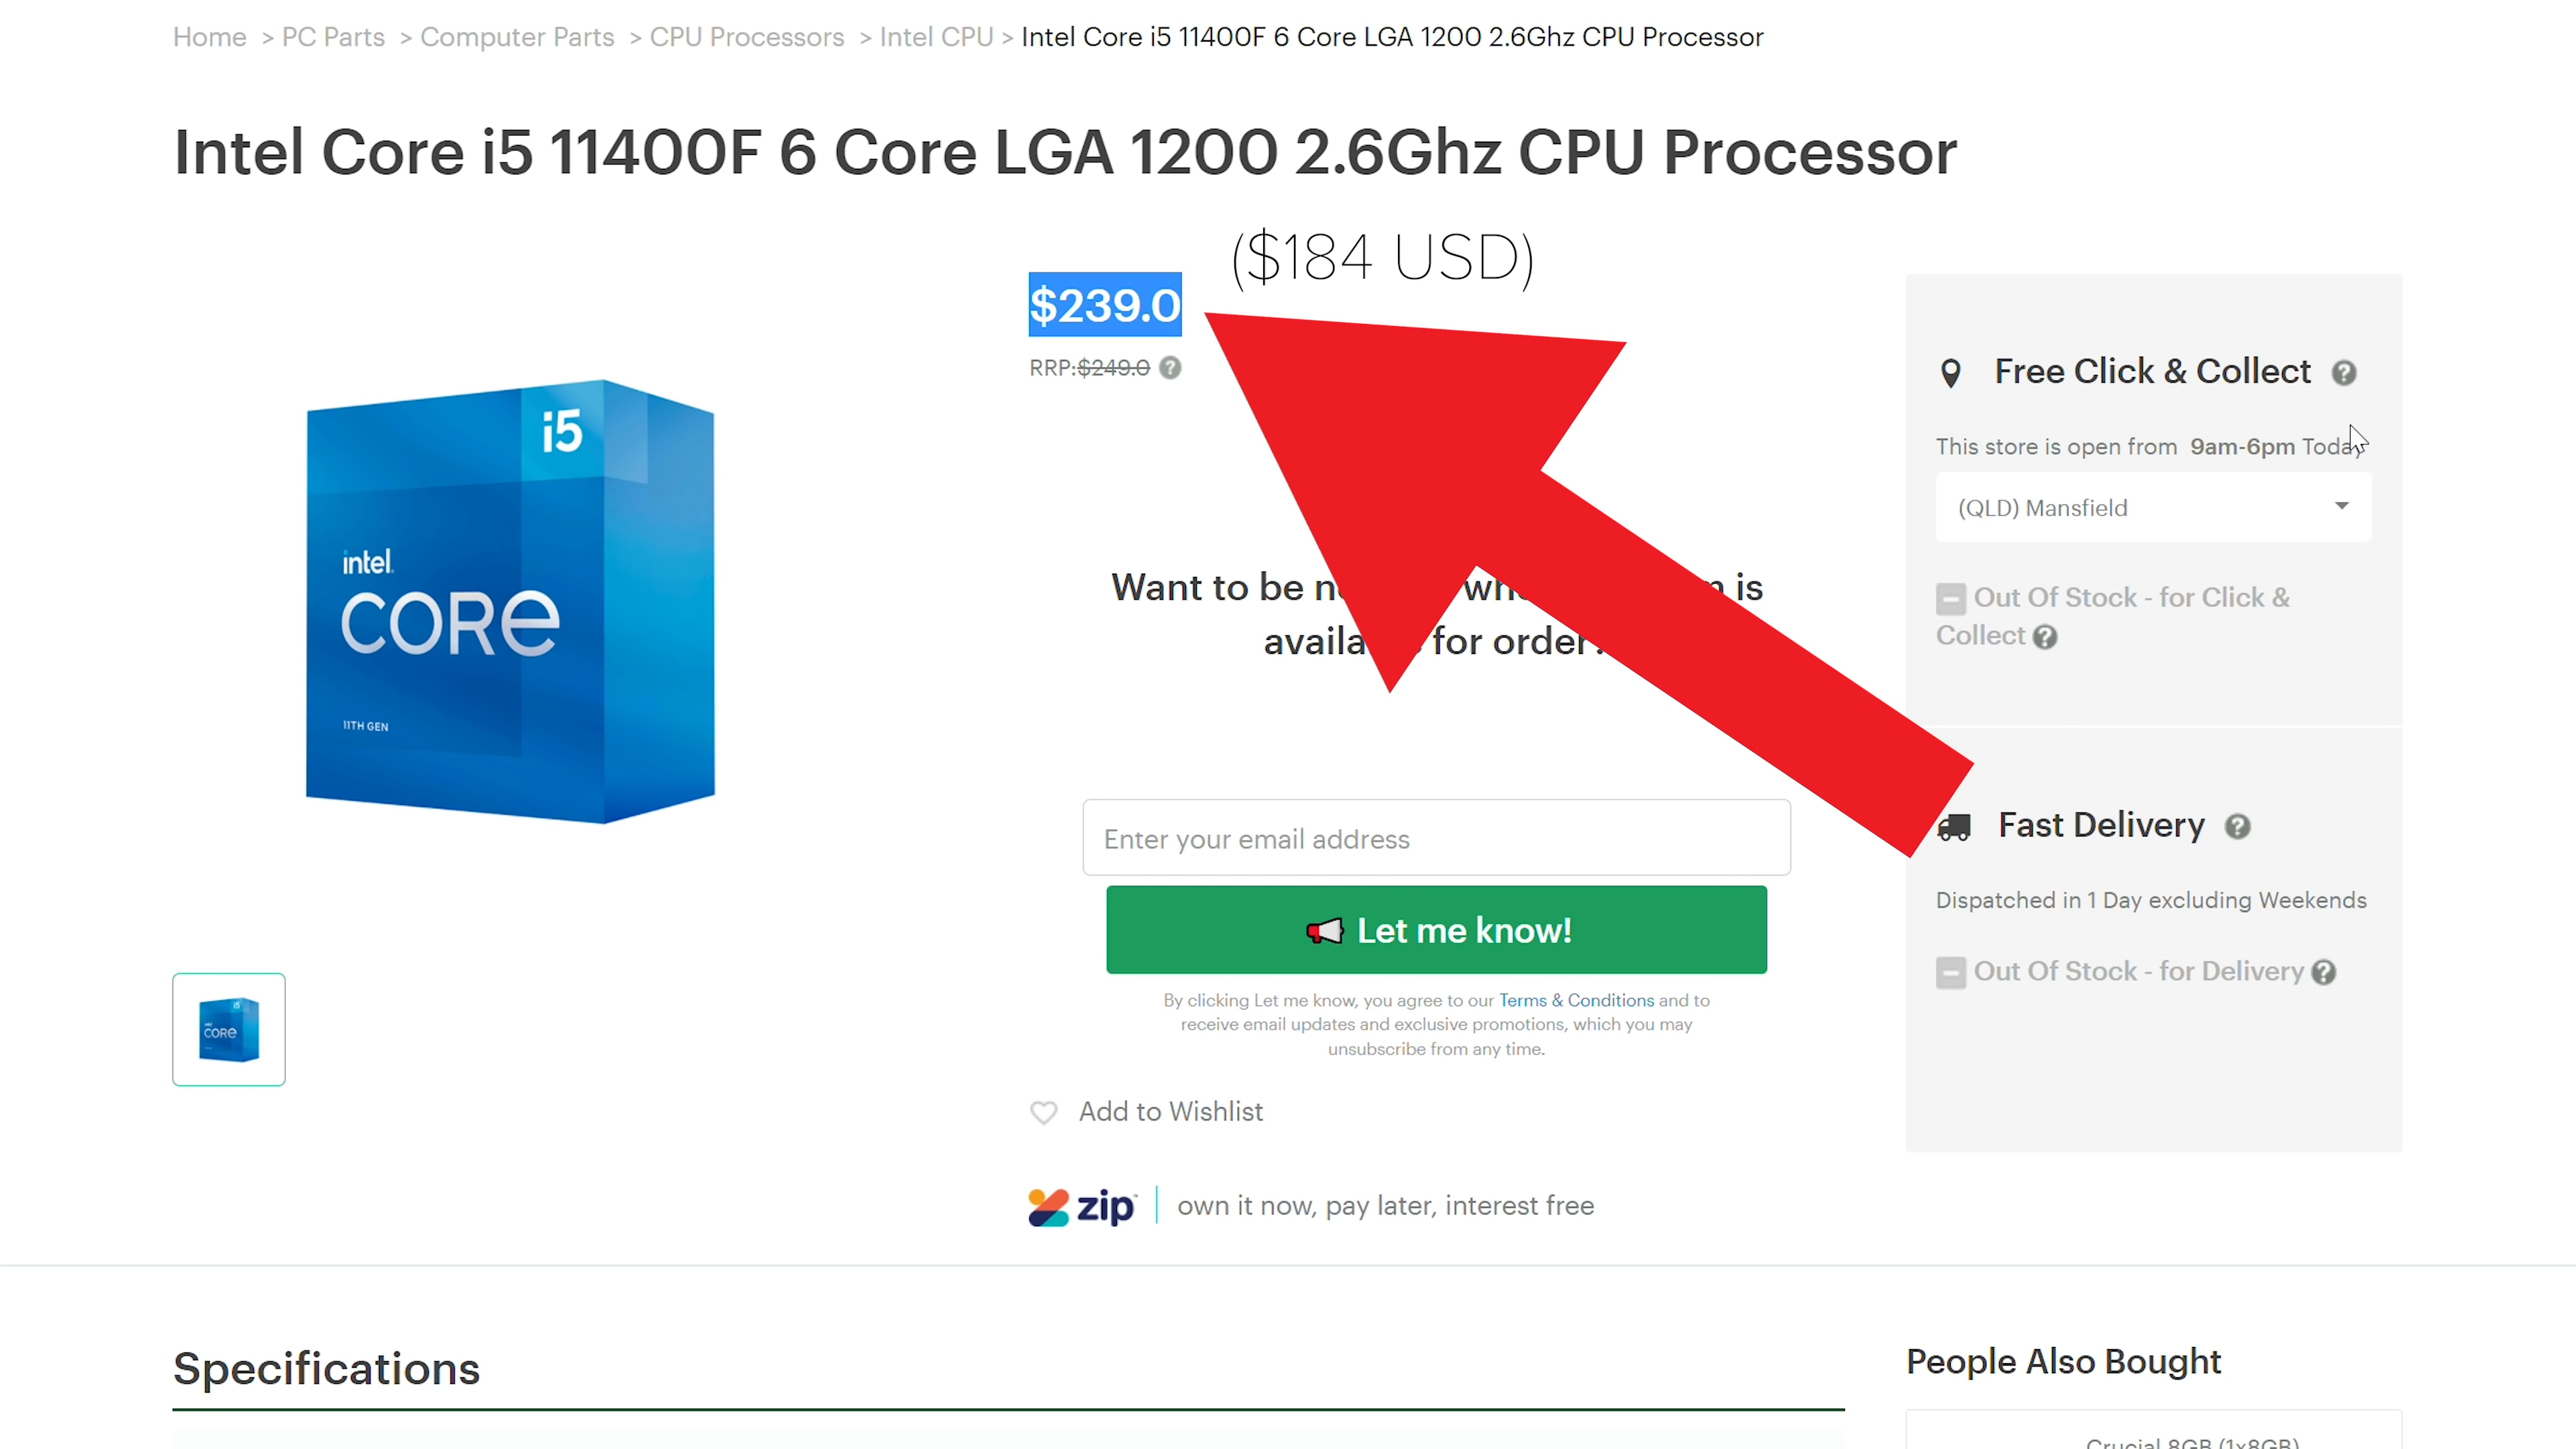 Home > PC Parts > Computer Parts > CPU Processors > Intel CPU > Intel Core i5 11400F 6 Core LGA 1200 2.6Ghz CPU Processor
Intel Core i5 11400F 6 Core LGA 1200 2.6Ghz CPU Processor
($184 USD)
$239.0
RRP:$249.0 ?
i5
intel.
CORE
11TH GEN
Want to be is
for order
Enter your email address
Let me know!
By clicking Let me know, you agree to our Terms & Conditions and to
receive email updates and exclusive promotions, which you may
unsubscribe from any time.
Add to Wishlist
zip own it now, pay later, interest free
Free Click & Collect ?
This store is open from 9am-6pm Today
(QLD) Mansfield
Out Of Stock - for Click &
Collect ?
Fast Delivery ?
Dispatched in 1 Day excluding Weekends
Out Of Stock - for Delivery ?
i5
CORE
Specifications
People Also Bought
Crucial 8GB (1x8GB)